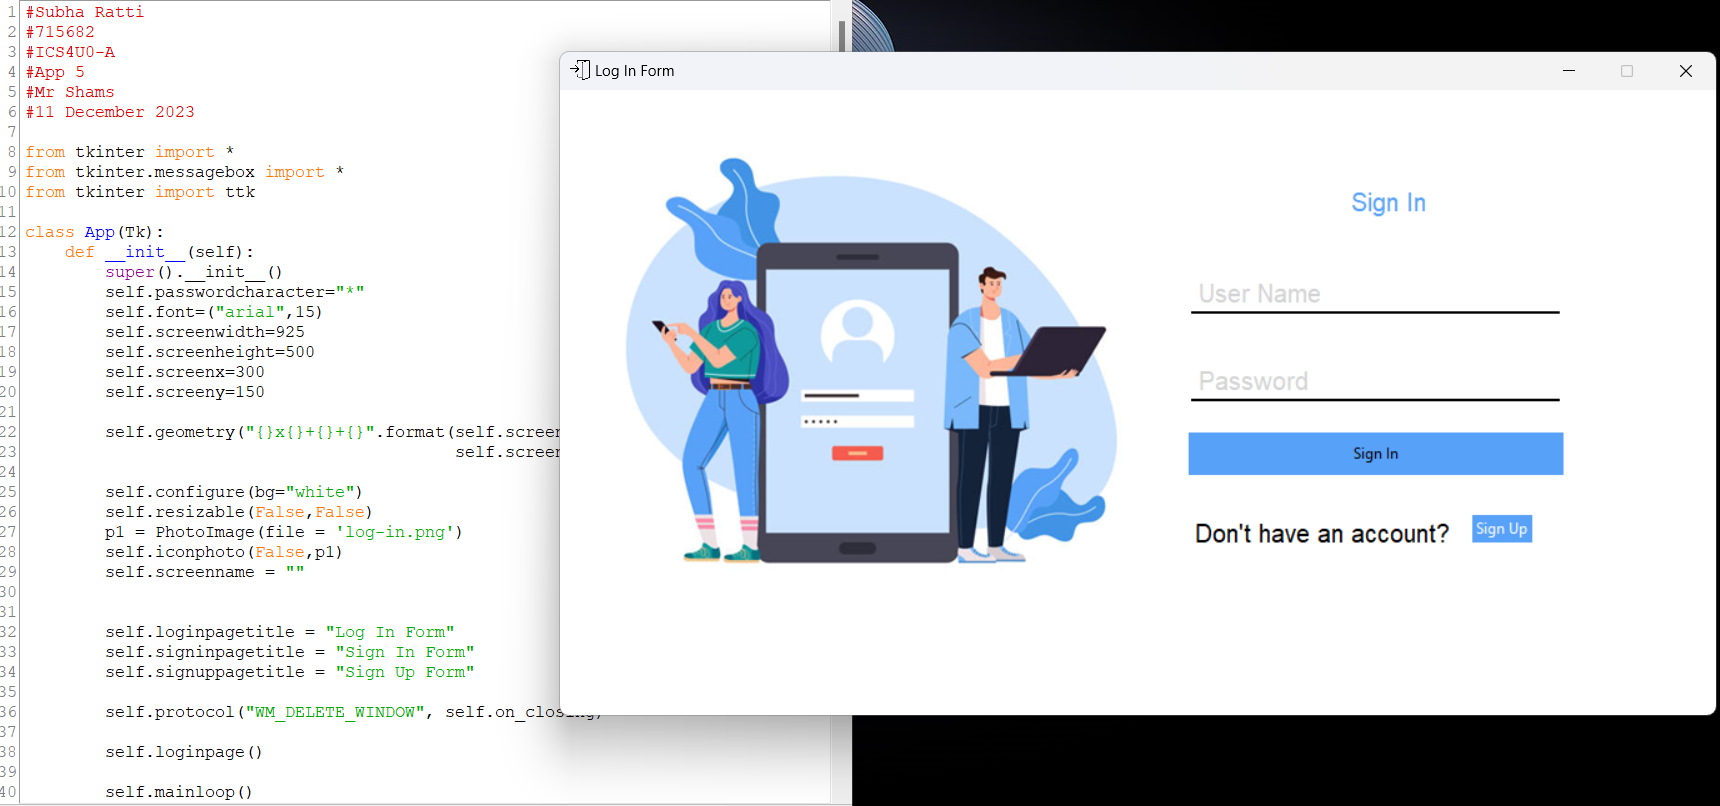 1 #Subha Ratti
2 #715682
3 #ICS4U0-A
4 #App 5
5 #Mr Shams
6 #11 December 2023
7
8 from tkinter import *
9 from tkinter.messagebox import *
10 from tkinter import ttk
11
12 class App(Tk):
13     def __init__(self):
14         super().__init__()
15         self.passwordcharacter="*"
16         self.font=("arial",15)
17         self.screenwidth=925
18         self.screenheight=500
19         self.screenx=300
20         self.screeny=150
21
22         self.geometry("{}x{}+{}+{}".format(self.screen
23                                            self.screen
24
25         self.configure(bg="white")
26         self.resizable(False,False)
27         p1 = PhotoImage(file = 'log-in.png')
28         self.iconphoto(False,p1)
29         self.screenname = ""
30
31
32         self.loginpagetitle = "Log In Form"
33         self.signinpagetitle = "Sign In Form"
34         self.signuppagetitle = "Sign Up Form"
35
36         self.protocol("WM_DELETE_WINDOW", self.on_closing)
37
38         self.loginpage()
39
40         self.mainloop()
Log In Form
Sign In
User Name
Password
Sign In
Don't have an account? Sign Up